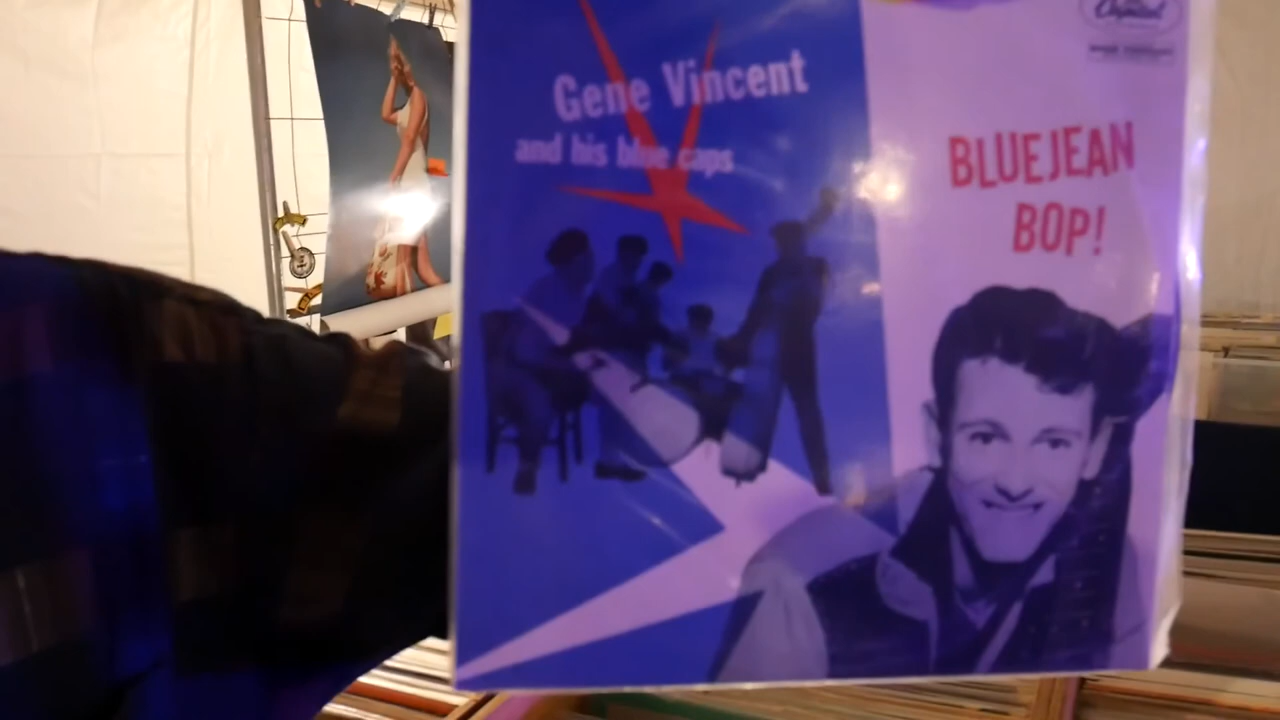 Gene Vincent
and his blue caps
Capitol
BLUEJEAN
BOP!